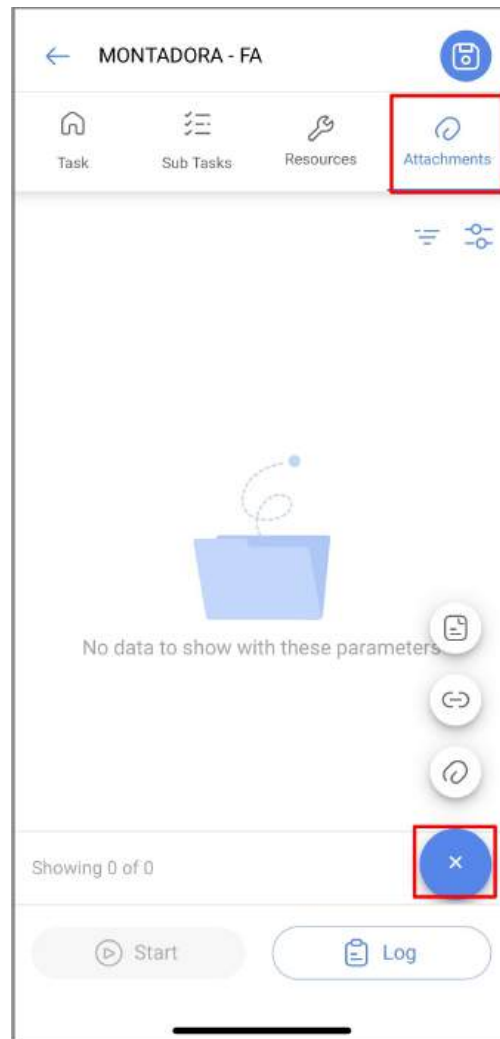 MONTADORA - FA
Task
Sub Tasks
Resources
Attachments
No data to show with these parameters
Showing 0 of 0
Start
Log